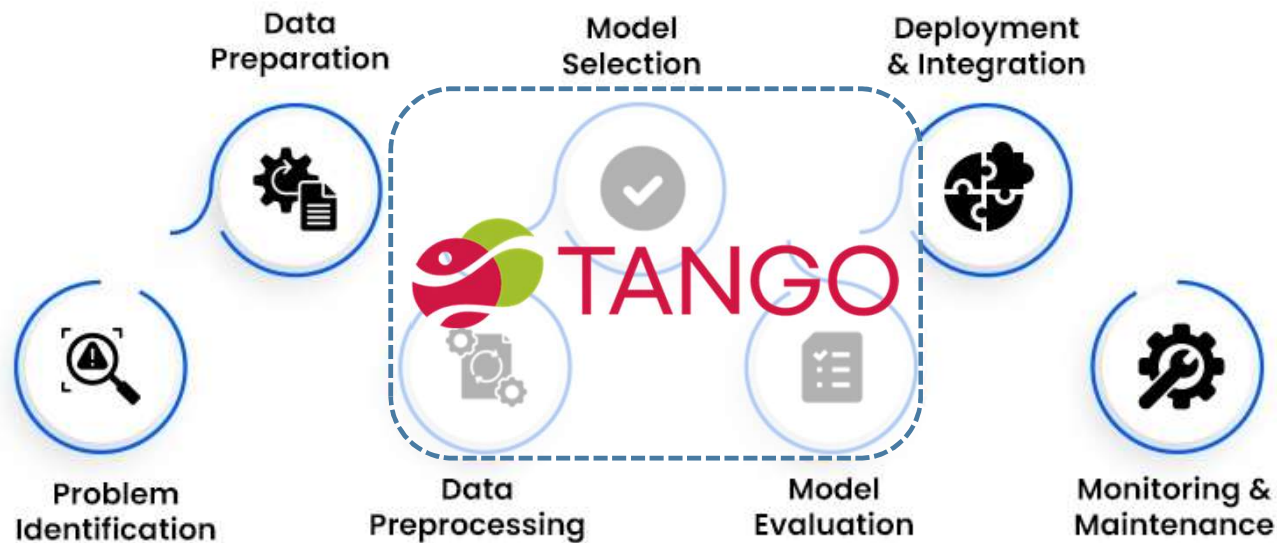 Data
Preparation
Model
Selection
Deployment
& Integration
TANGO
Problem
Identification
Data
Preprocessing
Model
Evaluation
Monitoring &
Maintenance